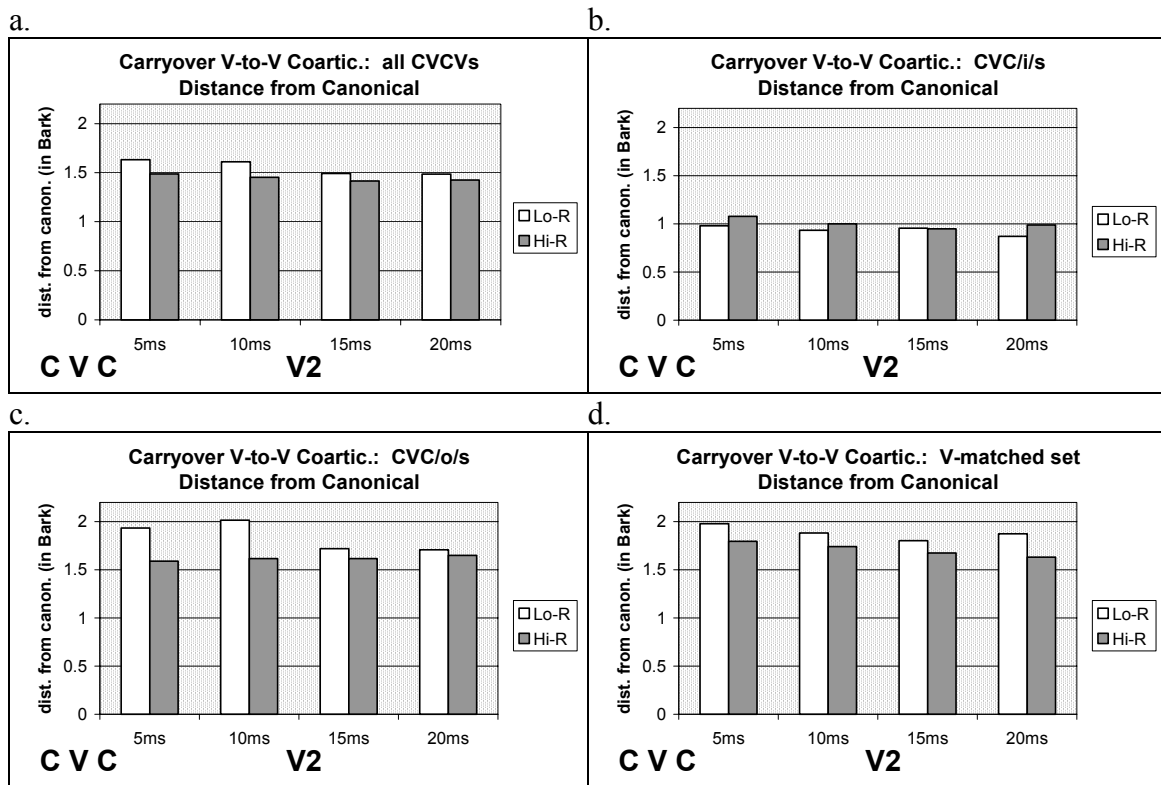 a.
Carryover V-to-V Coartic.: all CVCVs
Distance from Canonical
dist. from canon. (in Bark)
2
1.5
1
0.5
0
5ms 10ms 15ms 20ms
C V C V2
Lo-R
Hi-R
b.
Carryover V-to-V Coartic.: CVC/i/s
Distance from Canonical
dist. from canon. (in Bark)
2
1.5
1
0.5
0
5ms 10ms 15ms 20ms
C V C V2
Lo-R
Hi-R
c.
Carryover V-to-V Coartic.: CVC/o/s
Distance from Canonical
dist. from canon. (in Bark)
2
1.5
1
0.5
0
5ms 10ms 15ms 20ms
C V C V2
Lo-R
Hi-R
d.
Carryover V-to-V Coartic.: V-matched set
Distance from Canonical
dist. from canon. (in Bark)
2
1.5
1
0.5
0
5ms 10ms 15ms 20ms
C V C V2
Lo-R
Hi-R